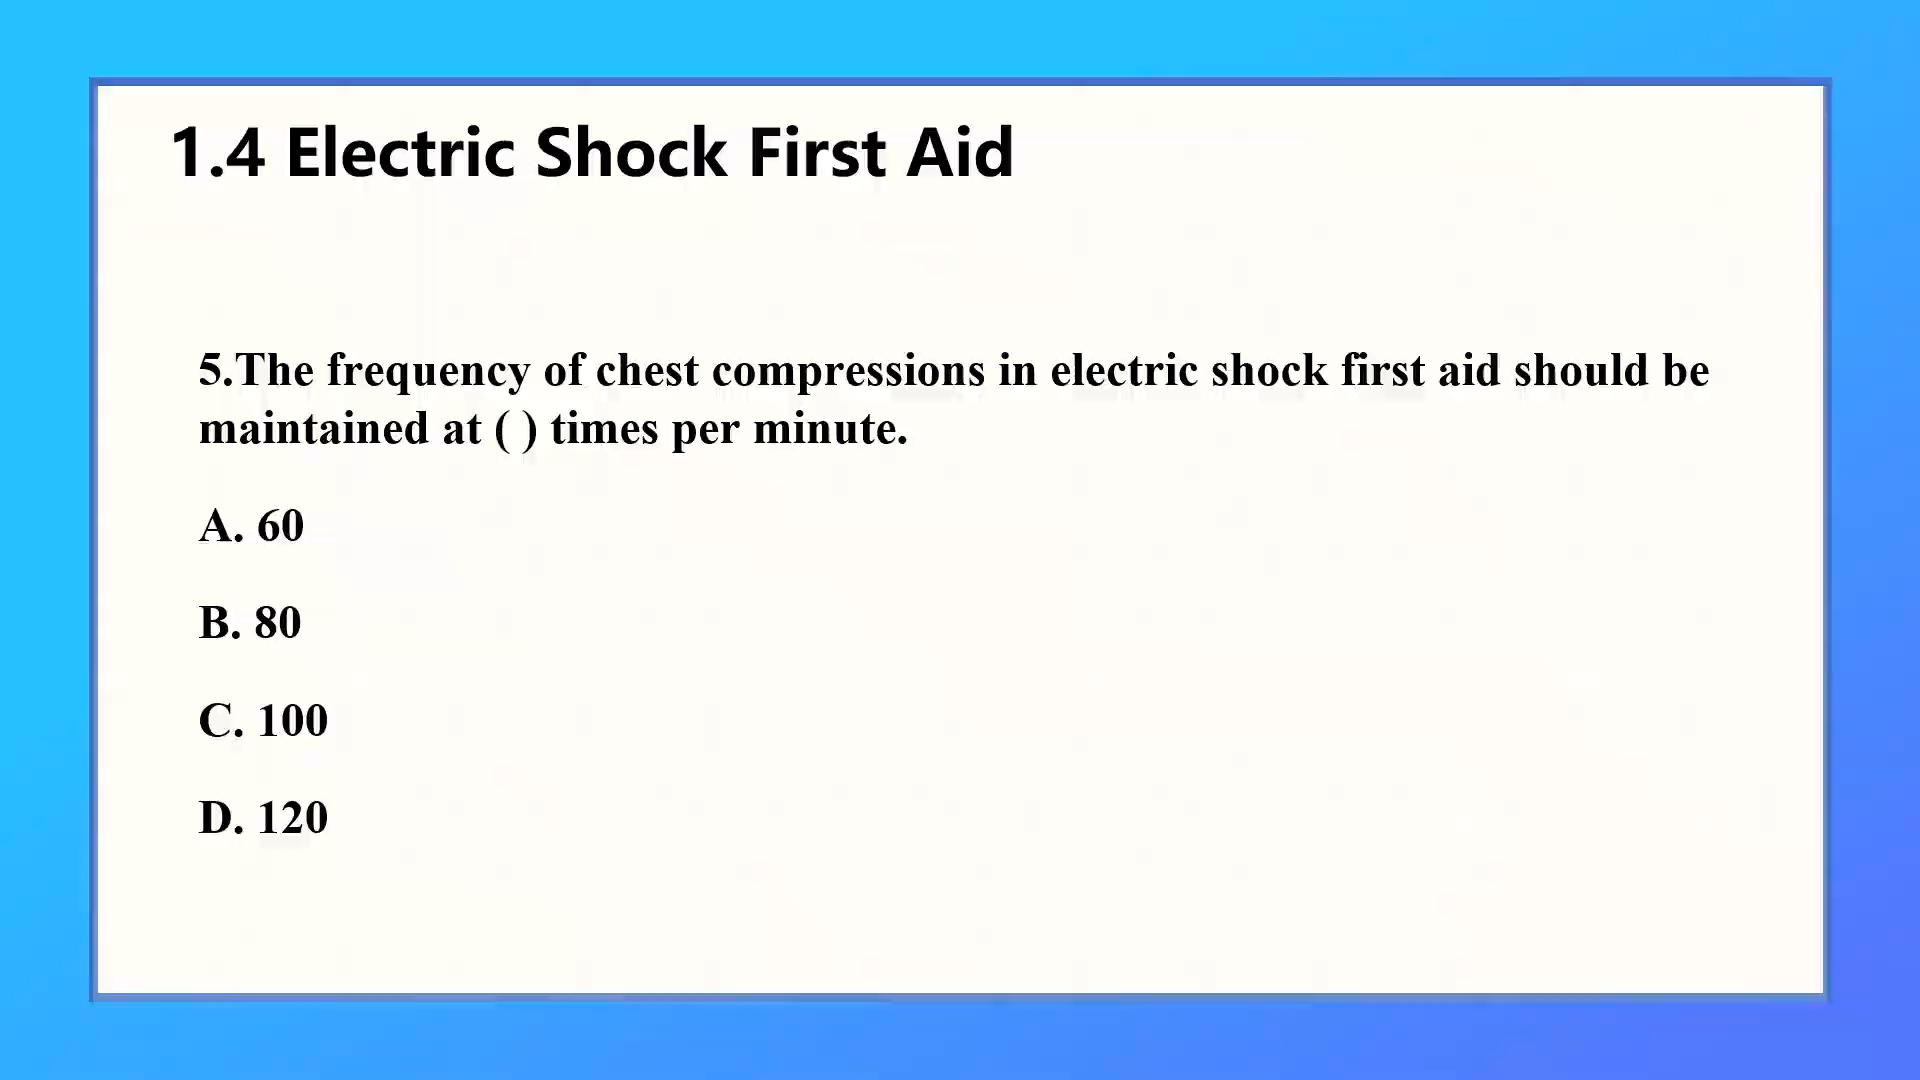 1.4 Electric Shock First Aid
5.The frequency of chest compressions in electric shock first aid should be
maintained at ( ) times per minute.
A. 60
B. 80
C. 100
D. 120